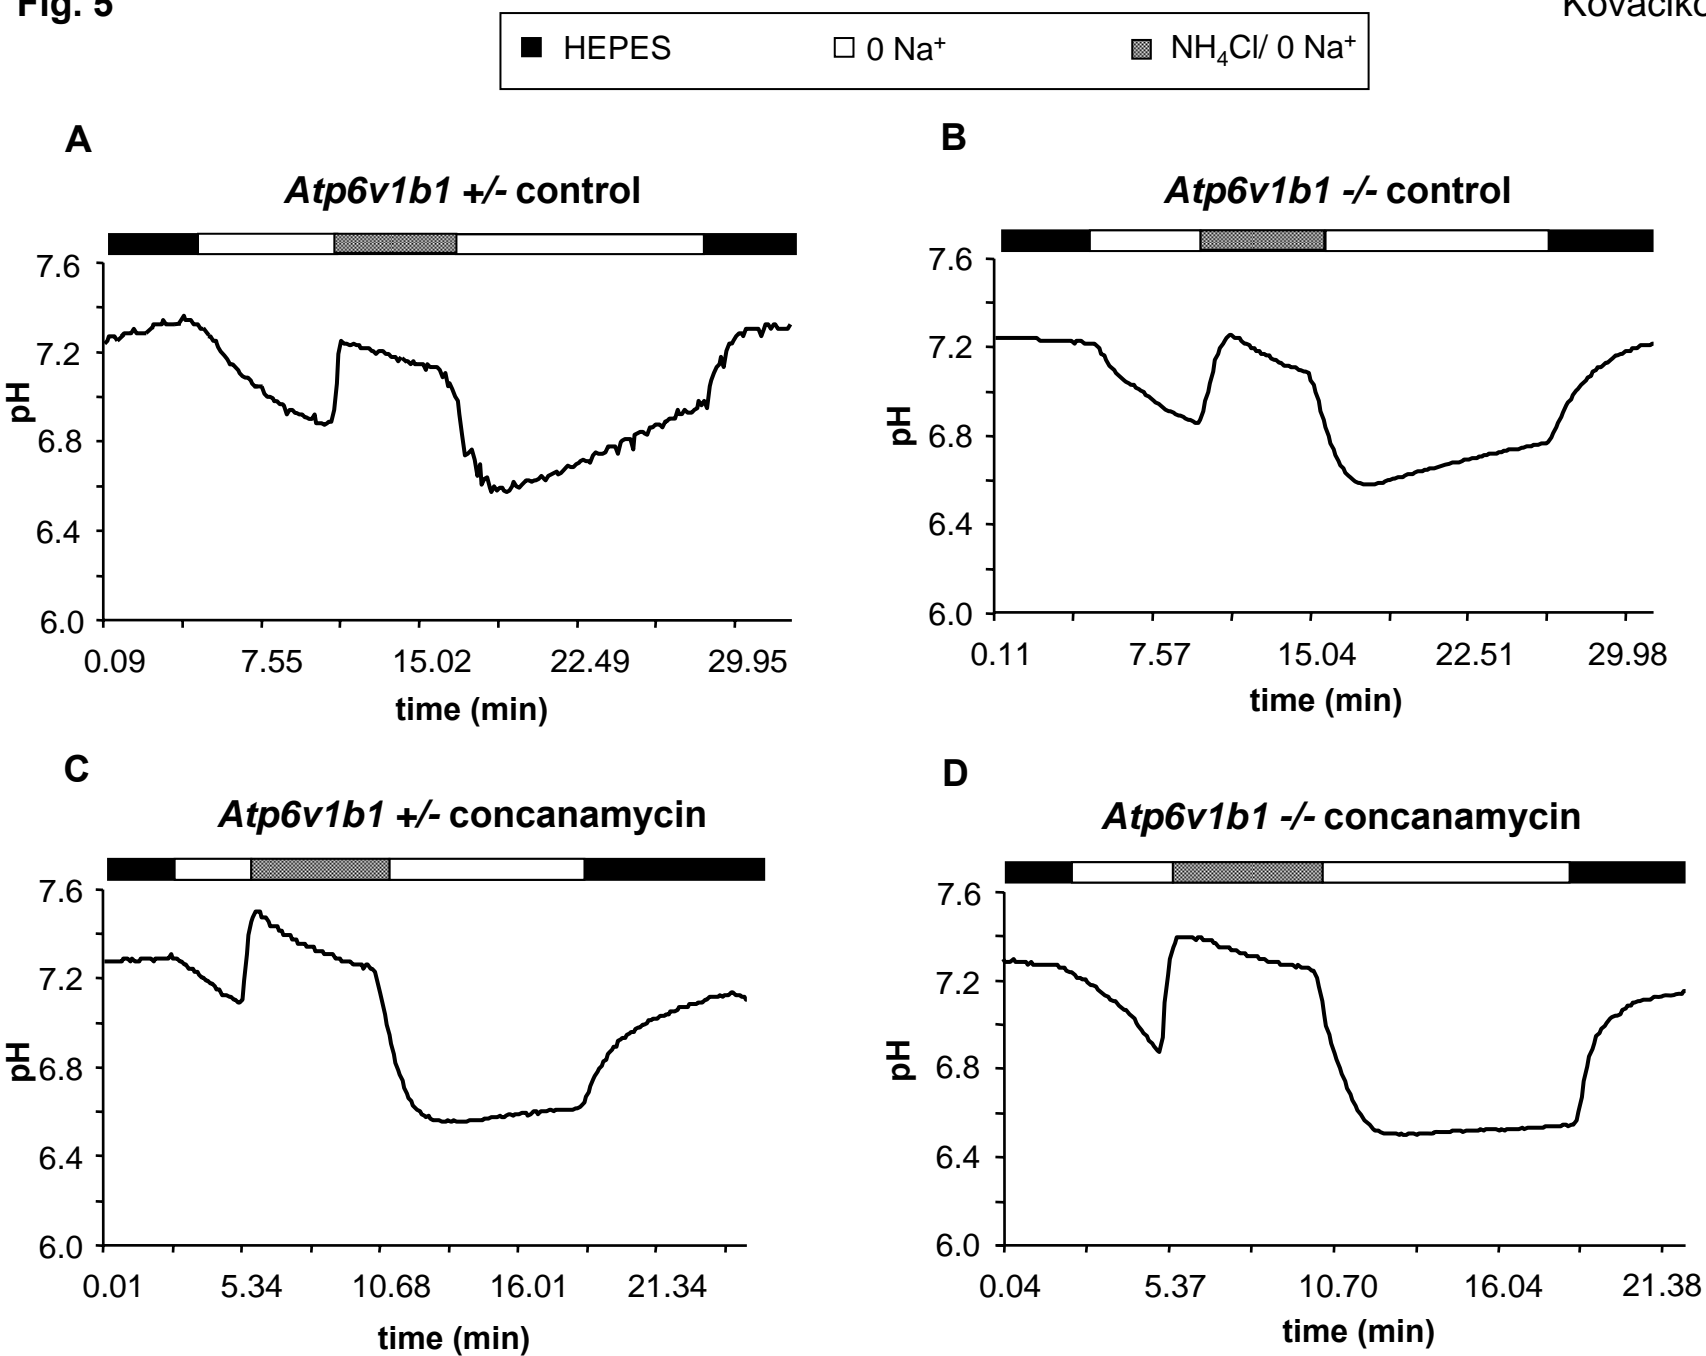 Fig. 5
HEPES 0 Na⁺ NH₄Cl/ 0 Na⁺
A
Atp6v1b1 +/- control
7.6
7.2
6.8
6.4
6.0
pH
0.09 7.55 15.02 22.49 29.95
time (min)
B
Atp6v1b1 -/- control
7.6
7.2
6.8
6.4
6.0
pH
0.11 7.57 15.04 22.51 29.98
time (min)
C
Atp6v1b1 +/- concanamycin
7.6
7.2
6.8
6.4
6.0
pH
0.01 5.34 10.68 16.01 21.34
time (min)
D
Atp6v1b1 -/- concanamycin
7.6
7.2
6.8
6.4
6.0
pH
0.04 5.37 10.70 16.04 21.38
time (min)